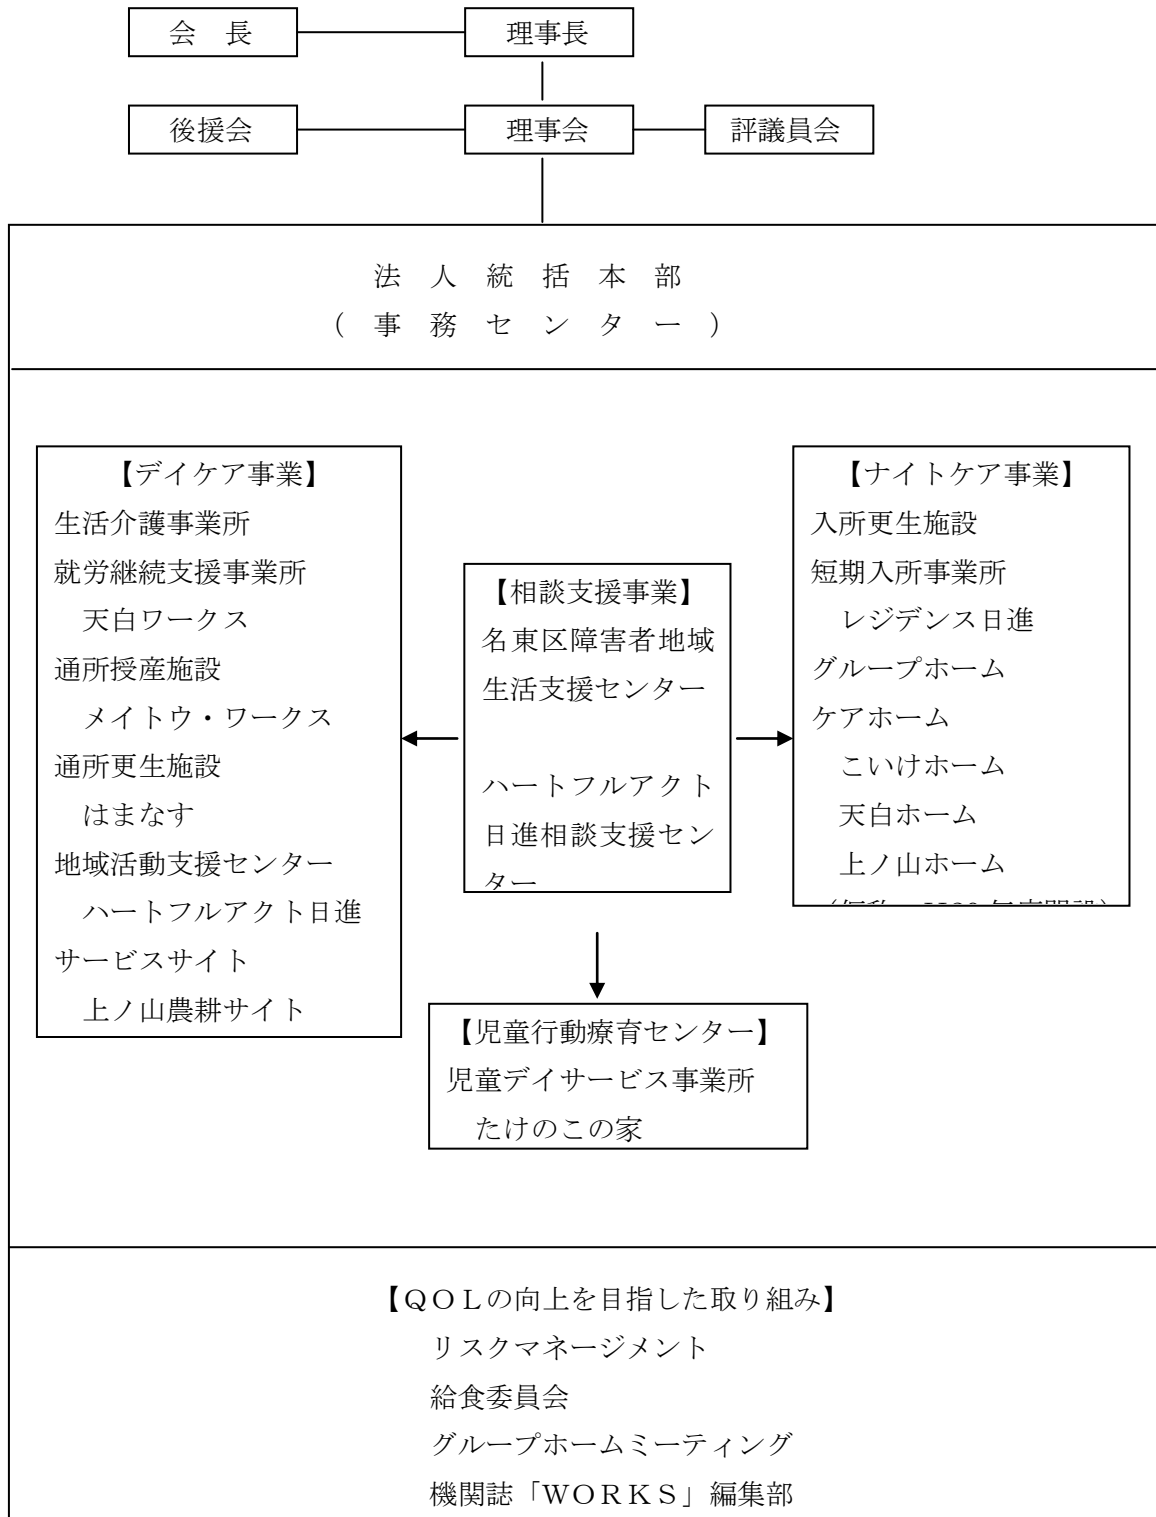 会　長
理事長
後援会
理事会
評議員会
法　人　統　括　本　部
（　事　務　セ　ン　タ　ー　）
【デイケア事業】
生活介護事業所
就労継続支援事業所
天白ワークス
通所授産施設
メイトウ・ワークス
通所更生施設
はまなす
地域活動支援センター
ハートフルアクト日進
サービスサイト
上ノ山農耕サイト
【相談支援事業】
名東区障害者地域
生活支援センター
ハートフルアクト
日進相談支援セン
ター
【ナイトケア事業】
入所更生施設
短期入所事業所
レジデンス日進
グループホーム
ケアホーム
こいけホーム
天白ホーム
上ノ山ホーム
【児童行動療育センター】
児童デイサービス事業所
たけのこの家
【ＱＯＬの向上を目指した取り組み】
リスクマネージメント
給食委員会
グループホームミーティング
機関誌「ＷＯＲＫＳ」編集部